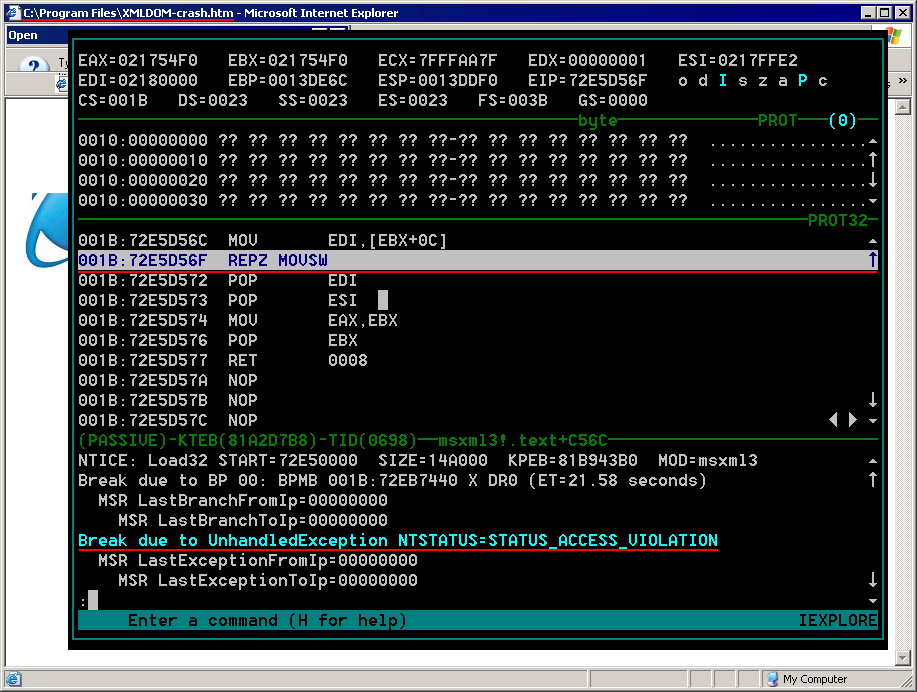 C:\Program Files\XMLDOM-crash.htm - Microsoft Internet Explorer
Open
EAX=021754F0 EBX=021754F0 ECX=7FFFAA7F EDX=00000001 ESI=0217FFE2
EDI=02180000 EBP=0013DE6C ESP=0013DDF0 EIP=72E5D56F o d I s z a P c
CS=001B DS=0023 SS=0023 ES=0023 FS=003B GS=0000
byte PROT (0)
0010:00000000 ?? ?? ?? ?? ?? ?? ?? ??-?? ?? ?? ?? ?? ?? ?? ?? ................
0010:00000010 ?? ?? ?? ?? ?? ?? ?? ??-?? ?? ?? ?? ?? ?? ?? ?? ................
0010:00000020 ?? ?? ?? ?? ?? ?? ?? ??-?? ?? ?? ?? ?? ?? ?? ?? ................
0010:00000030 ?? ?? ?? ?? ?? ?? ?? ??-?? ?? ?? ?? ?? ?? ?? ?? ................
PROT32
001B:72E5D56C MOV EDI,[EBX+0C]
001B:72E5D56F REPZ MOVSW
001B:72E5D572 POP EDI
001B:72E5D573 POP ESI
001B:72E5D574 MOV EAX,EBX
001B:72E5D576 POP EBX
001B:72E5D577 RET 0008
001B:72E5D57A NOP
001B:72E5D57B NOP
001B:72E5D57C NOP
(PASSIVE)-KTEB(81A2D7B8)-TID(0698)—msxml3!.text+C56C
NTICE: Load32 START=72E50000 SIZE=14A000 KPEB=81B943B0 MOD=msxml3
Break due to BP 00: BPMB 001B:72EB7440 X DR0 (ET=21.58 seconds)
MSR LastBranchFromIp=00000000
MSR LastBranchToIp=00000000
Break due to UnhandledException NTSTATUS=STATUS_ACCESS_VIOLATION
MSR LastExceptionFromIp=00000000
MSR LastExceptionToIp=00000000
:
Enter a command (H for help) IEXPLORE
My Computer